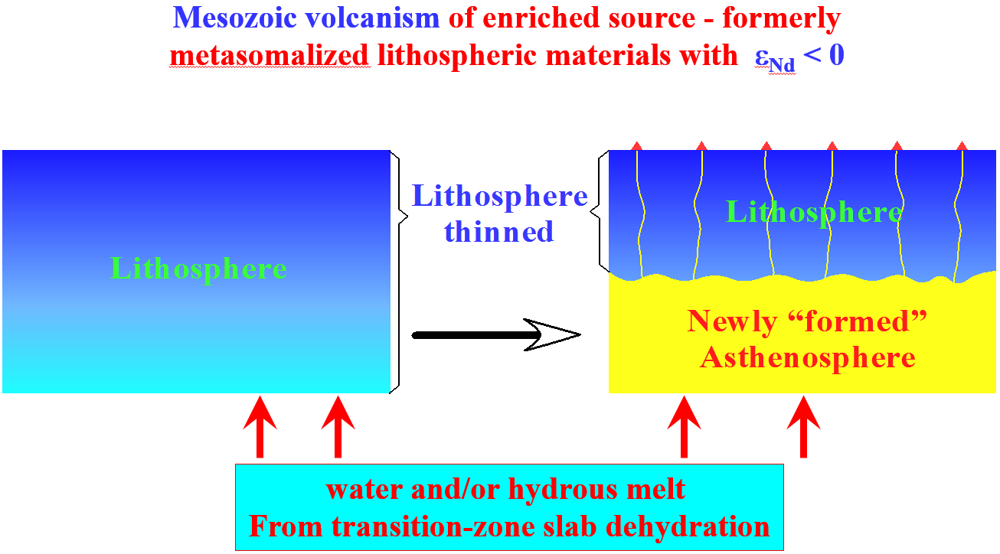 Mesozoic volcanism of enriched source - formerly
metasomalized lithospheric materials with εNd < 0
Lithosphere
thinned
Lithosphere
Lithosphere
Newly “formed”
Asthenosphere
water and/or hydrous melt
From transition-zone slab dehydration